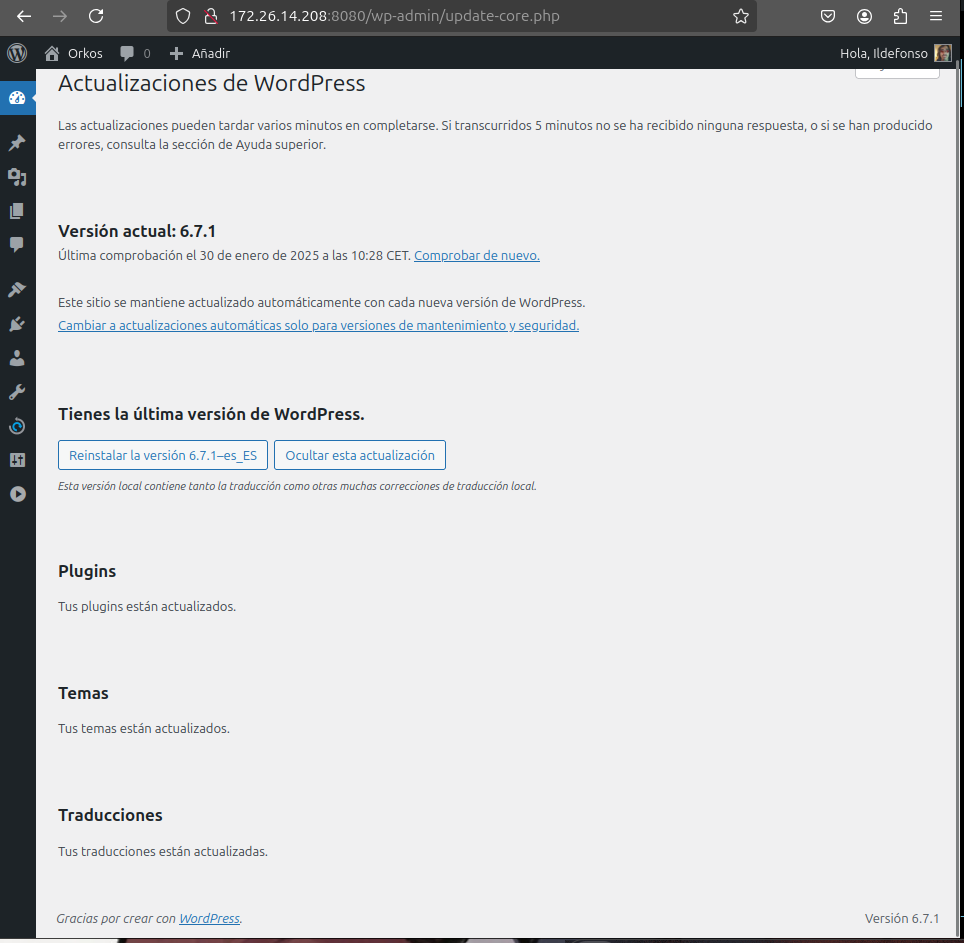 172.26.14.208:8080/wp-admin/update-core.php
Orkos 0 Añadir Hola, Ildefonso
Actualizaciones de WordPress
Las actualizaciones pueden tardar varios minutos en completarse. Si transcurridos 5 minutos no se ha recibido ninguna respuesta, o si se han producido
errores, consulta la sección de Ayuda superior.
Versión actual: 6.7.1
Última comprobación el 30 de enero de 2025 a las 10:28 CET. Comprobar de nuevo.
Este sitio se mantiene actualizado automáticamente con cada nueva versión de WordPress.
Cambiar a actualizaciones automáticas solo para versiones de mantenimiento y seguridad.
Tienes la última versión de WordPress.
Reinstalar la versión 6.7.1–es_ES Ocultar esta actualización
Esta versión local contiene tanto la traducción como otras muchas correcciones de traducción local.
Plugins
Tus plugins están actualizados.
Temas
Tus temas están actualizados.
Traducciones
Tus traducciones están actualizadas.
Gracias por crear con WordPress. Versión 6.7.1